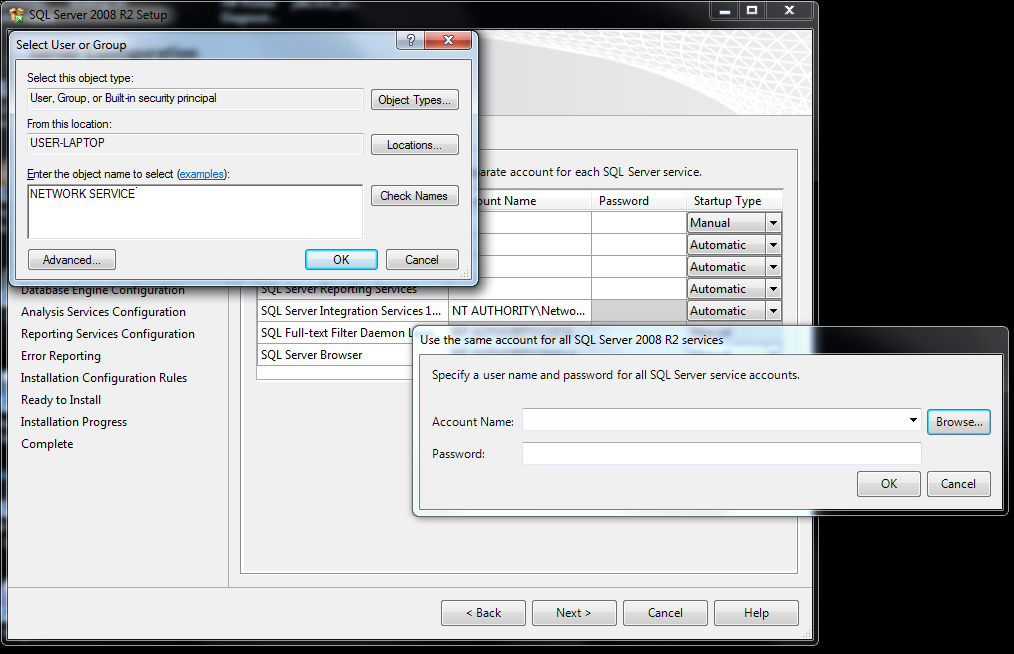 SQL Server 2008 R2 Setup
Select User or Group
Select this object type:
User, Group, or Built-in security principal
Object Types...
From this location:
USER-LAPTOP
Locations...
Enter the object name to select (examples):
NETWORK SERVICE
Check Names
Advanced...
OK
Cancel
account for each SQL Server service.
Name Password Startup Type
Manual
Automatic
Automatic
Automatic
Database Engine Configuration
SQL Server Reporting Services
Analysis Services Configuration
SQL Server Integration Services 1... NT AUTHORITY\Netwo... Automatic
Reporting Services Configuration
SQL Full-text Filter Daemon
Error Reporting
SQL Server Browser
Installation Configuration Rules
Ready to Install
Installation Progress
Complete
Use the same account for all SQL Server 2008 R2 services
Specify a user name and password for all SQL Server service accounts.
Account Name:
Browse...
Password:
OK
Cancel
< Back
Next >
Cancel
Help